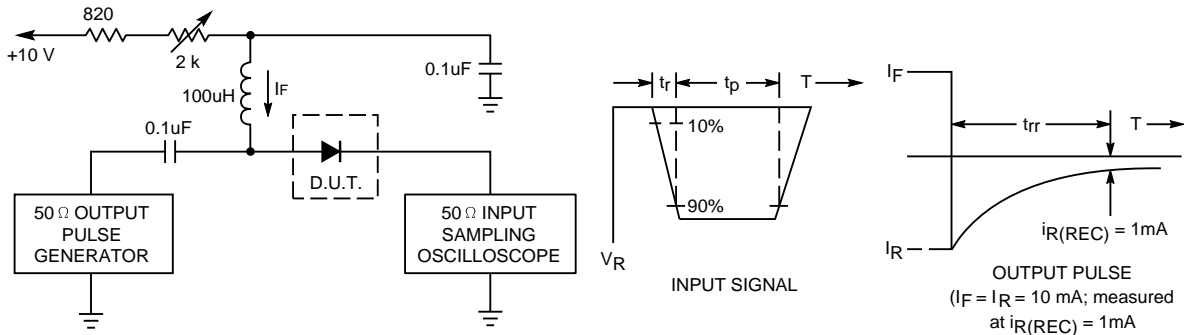 820
+10 V
2 k
0.1uF
100uH
IF
0.1uF
D.U.T.
50 Ω OUTPUT
PULSE
GENERATOR
50 Ω INPUT
SAMPLING
OSCILLOSCOPE
tr
tp
T
10%
90%
VR
INPUT SIGNAL
IF
trr
T
IR
iR(REC) = 1mA
OUTPUT PULSE
(IF = IR = 10 mA; measured
at iR(REC) = 1mA